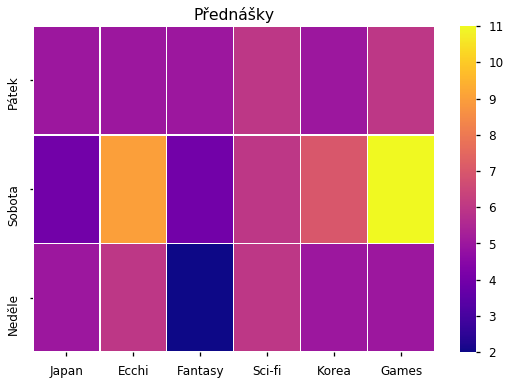 Přednášky
Pátek
Sobota
Neděle
Japan
Ecchi
Fantasy
Sci-fi
Korea
Games
11
10
9
8
7
6
5
4
3
2